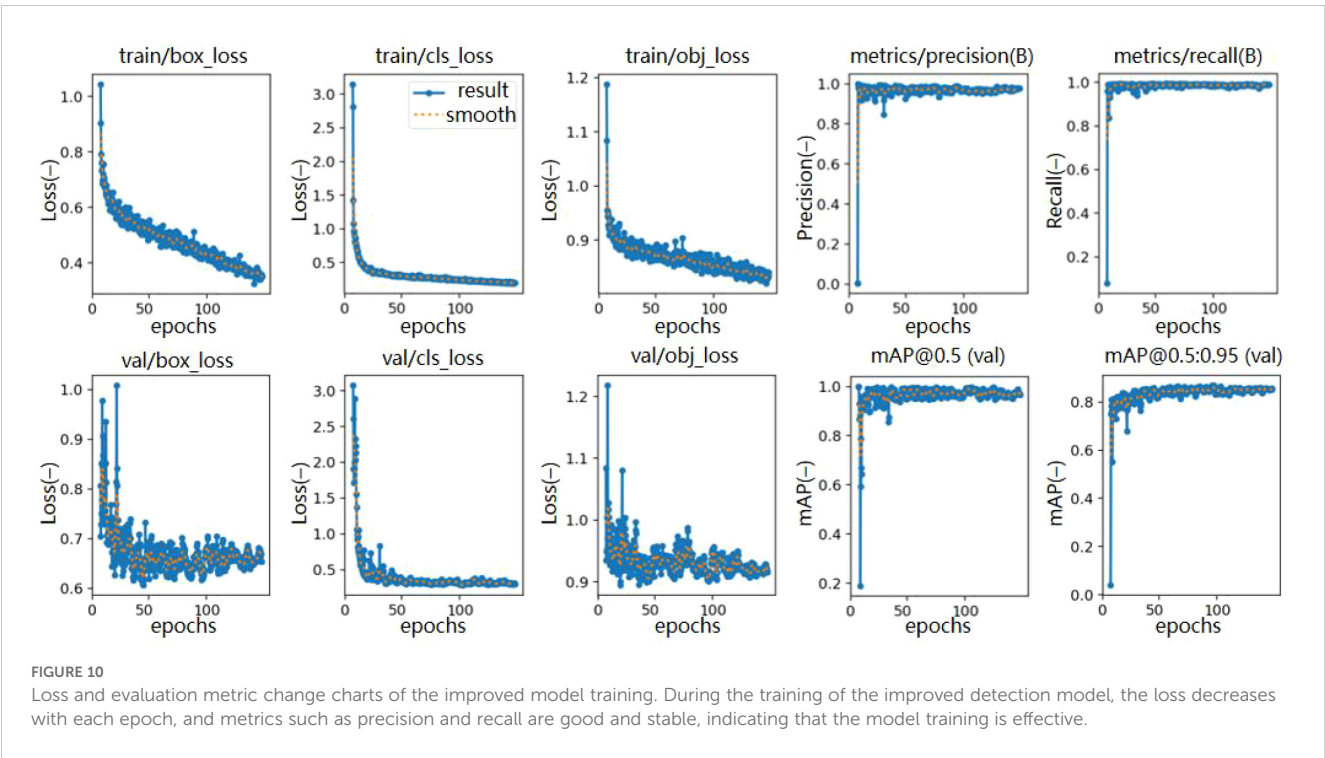 train/box_loss
train/cls_loss
train/obj_loss
metrics/precision(B)
metrics/recall(B)
1.0
0.8
0.6
0.4
Loss(−)
0
50
100
epochs
3.0
2.5
2.0
1.5
1.0
0.5
Loss(−)
result
smooth
0
50
100
epochs
1.2
1.1
1.0
0.9
Loss(−)
0
50
100
epochs
1.0
0.8
0.6
0.4
0.2
0.0
Precision(−)
0
50
100
epochs
1.0
0.8
0.6
0.4
0.2
Recall(−)
0
50
100
epochs
val/box_loss
val/cls_loss
val/obj_loss
mAP@0.5 (val)
mAP@0.5:0.95 (val)
1.0
0.9
0.8
0.7
0.6
Loss(−)
0
50
100
epochs
3.0
2.5
2.0
1.5
1.0
0.5
Loss(−)
0
50
100
epochs
1.2
1.1
1.0
0.9
Loss(−)
0
50
100
epochs
1.0
0.8
0.6
0.4
0.2
mAP(−)
0
50
100
epochs
0.8
0.6
0.4
0.2
0.0
mAP(−)
0
50
100
epochs
FIGURE 10
Loss and evaluation metric change charts of the improved model training. During the training of the improved detection model, the loss decreases
with each epoch, and metrics such as precision and recall are good and stable, indicating that the model training is effective.